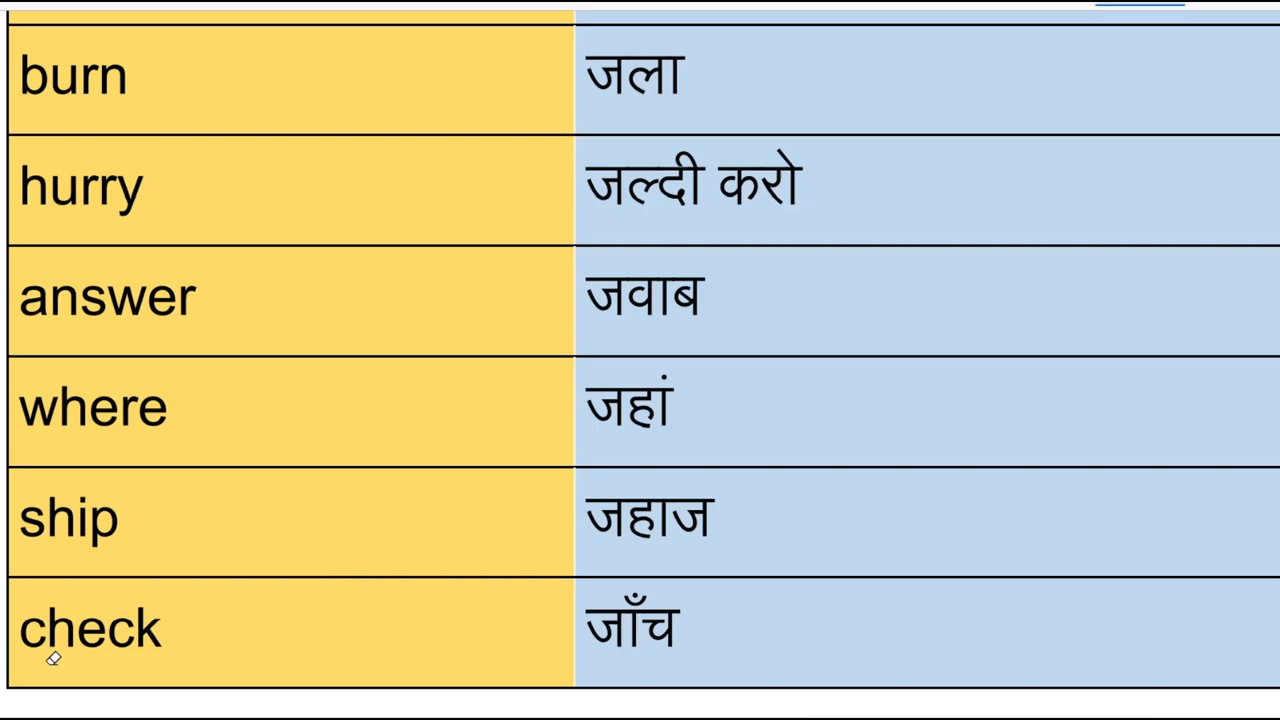 burn जला
hurry जल्दी करो
answer जवाब
where जहां
ship जहाज
check जाँच